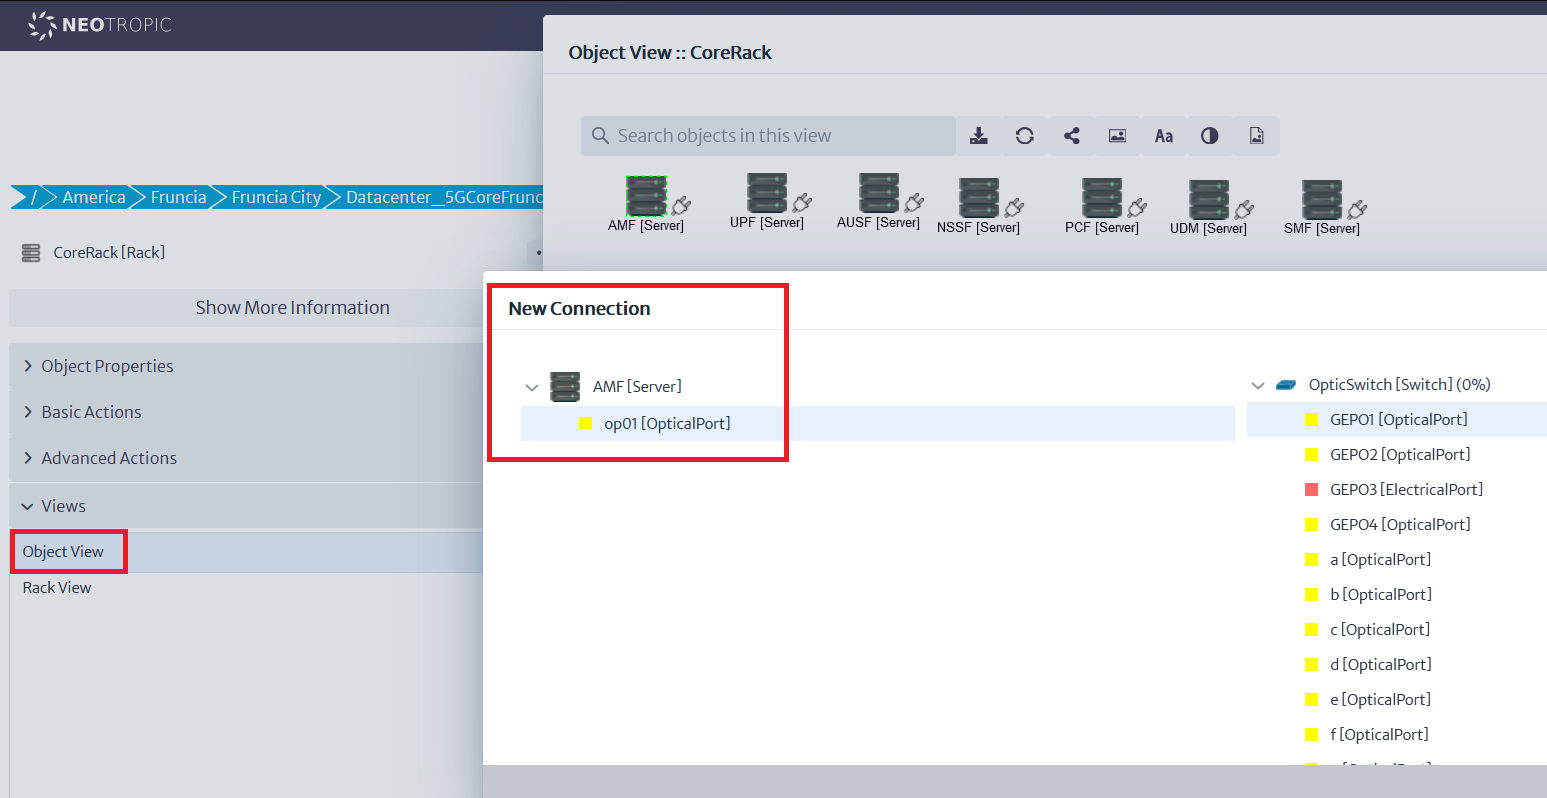 NEOTROPIC
Object View :: CoreRack
Search objects in this view
Aa
/ America Fruncia Fruncia City Datacenter_5GCoreFrunc
AMF [Server]
UPF [Server]
AUSF [Server]
NSSF [Server]
PCF [Server]
UDM [Server]
SMF [Server]
CoreRack [Rack]
Show More Information
Object Properties
Basic Actions
Advanced Actions
Views
Object View
Rack View
New Connection
AMF [Server]
op01 [OpticalPort]
OpticSwitch [Switch] (0%)
GEPO1 [OpticalPort]
GEPO2 [OpticalPort]
GEPO3 [ElectricalPort]
GEPO4 [OpticalPort]
a [OpticalPort]
b [OpticalPort]
c [OpticalPort]
d [OpticalPort]
e [OpticalPort]
f [OpticalPort]